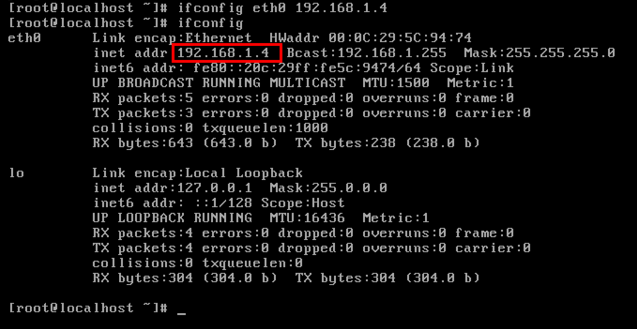 [root@localhost ~]# ifconfig eth0 192.168.1.4
[root@localhost ~]# ifconfig
eth0      Link encap:Ethernet  HWaddr 00:0C:29:5C:94:74
          inet addr:192.168.1.4  Bcast:192.168.1.255  Mask:255.255.255.0
          inet6 addr: fe80::20c:29ff:fe5c:9474/64 Scope:Link
          UP BROADCAST RUNNING MULTICAST  MTU:1500  Metric:1
          RX packets:5 errors:0 dropped:0 overruns:0 frame:0
          TX packets:3 errors:0 dropped:0 overruns:0 carrier:0
          collisions:0 txqueuelen:1000
          RX bytes:643 (643.0 b)  TX bytes:238 (238.0 b)
lo        Link encap:Local Loopback
          inet addr:127.0.0.1  Mask:255.0.0.0
          inet6 addr: ::1/128 Scope:Host
          UP LOOPBACK RUNNING  MTU:16436  Metric:1
          RX packets:4 errors:0 dropped:0 overruns:0 frame:0
          TX packets:4 errors:0 dropped:0 overruns:0 carrier:0
          collisions:0 txqueuelen:0
          RX bytes:304 (304.0 b)  TX bytes:304 (304.0 b)
[root@localhost ~]# _